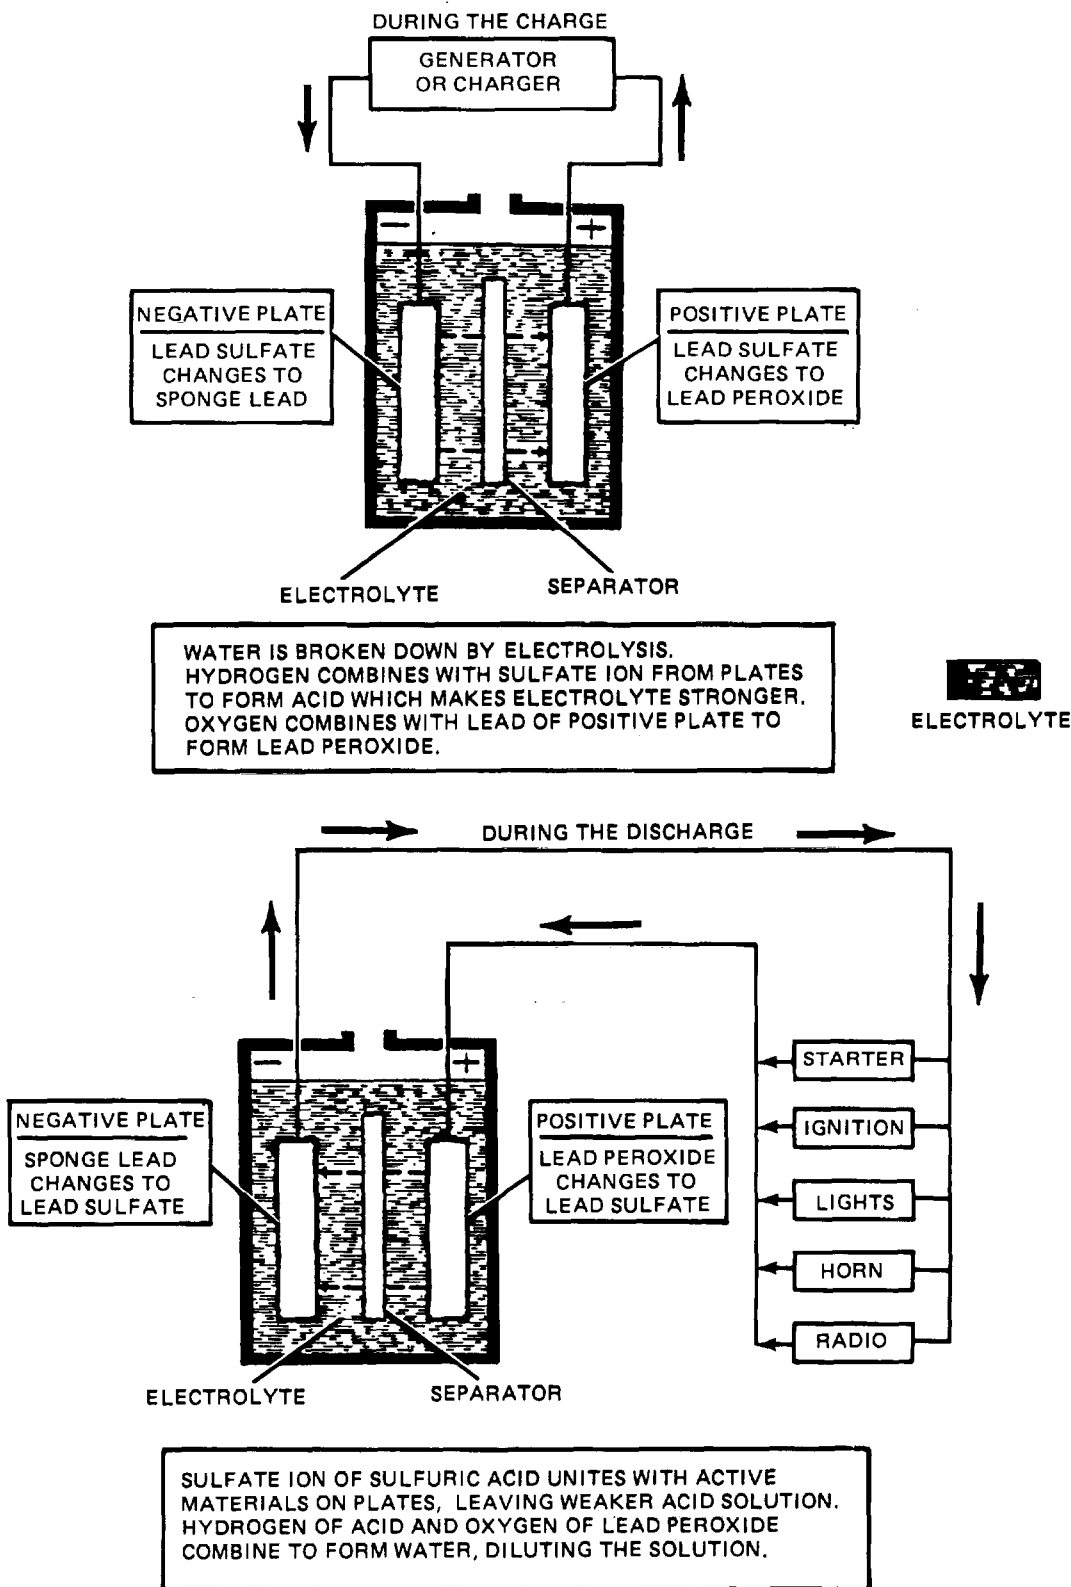 DURING THE CHARGE
GENERATOR
OR CHARGER
−
+
NEGATIVE PLATE
LEAD SULFATE
CHANGES TO
SPONGE LEAD
POSITIVE PLATE
LEAD SULFATE
CHANGES TO
LEAD PEROXIDE
ELECTROLYTE
SEPARATOR
WATER IS BROKEN DOWN BY ELECTROLYSIS.
HYDROGEN COMBINES WITH SULFATE ION FROM PLATES
TO FORM ACID WHICH MAKES ELECTROLYTE STRONGER.
OXYGEN COMBINES WITH LEAD OF POSITIVE PLATE TO
FORM LEAD PEROXIDE.
ELECTROLYTE
DURING THE DISCHARGE
−
+
NEGATIVE PLATE
SPONGE LEAD
CHANGES TO
LEAD SULFATE
POSITIVE PLATE
LEAD PEROXIDE
CHANGES TO
LEAD SULFATE
STARTER
IGNITION
LIGHTS
HORN
RADIO
ELECTROLYTE
SEPARATOR
SULFATE ION OF SULFURIC ACID UNITES WITH ACTIVE
MATERIALS ON PLATES, LEAVING WEAKER ACID SOLUTION.
HYDROGEN OF ACID AND OXYGEN OF LEAD PEROXIDE
COMBINE TO FORM WATER, DILUTING THE SOLUTION.